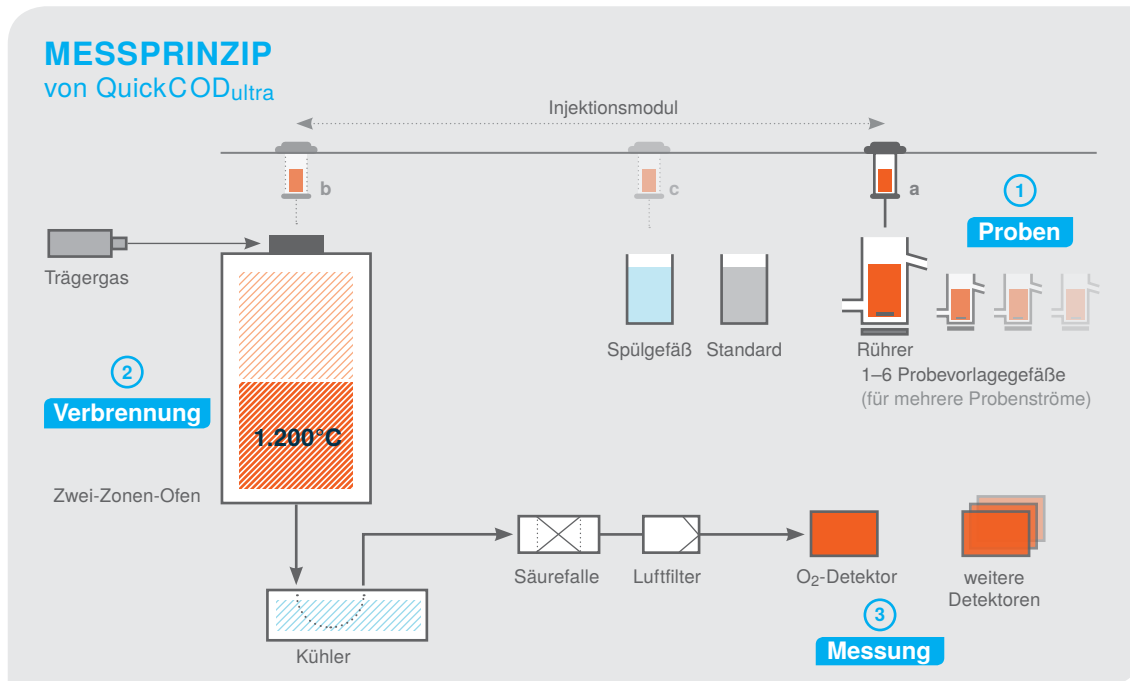 MESSPRINZIP
von QuickCODultra
Injektionsmodul
b
c
a
1
Proben
Trägergas
Spülgefäß
Standard
Rührer
1–6 Probevorlagegefäße
(für mehrere Probenströme)
2
Verbrennung
1.200°C
Zwei-Zonen-Ofen
Säurefalle
Luftfilter
O2-Detektor
weitere
Detektoren
Kühler
3
Messung